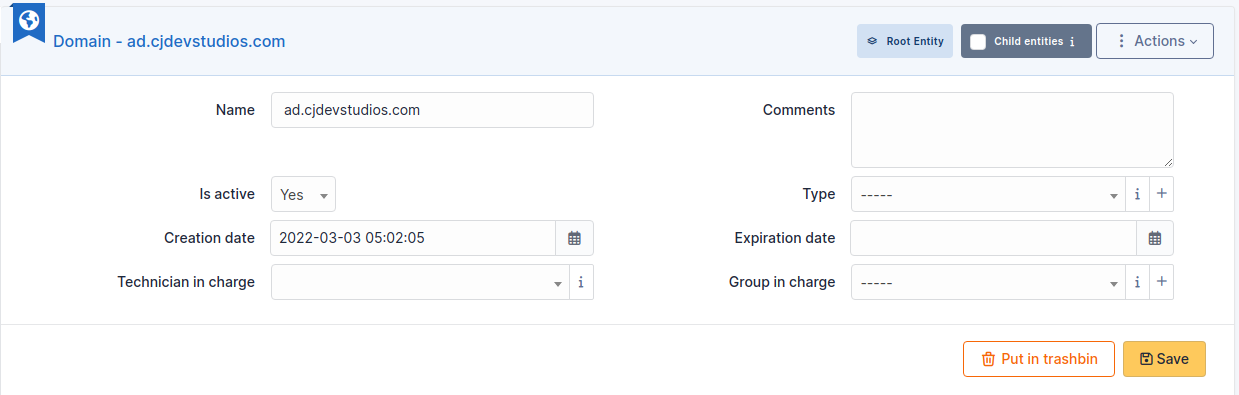 Domain - ad.cjdevstudios.com
Root Entity
Child entities i
Actions
Name
ad.cjdevstudios.com
Comments
Is active
Yes
Type
-----
i
+
Creation date
2022-03-03 05:02:05
Expiration date
Technician in charge
i
Group in charge
-----
i
+
Put in trashbin
Save